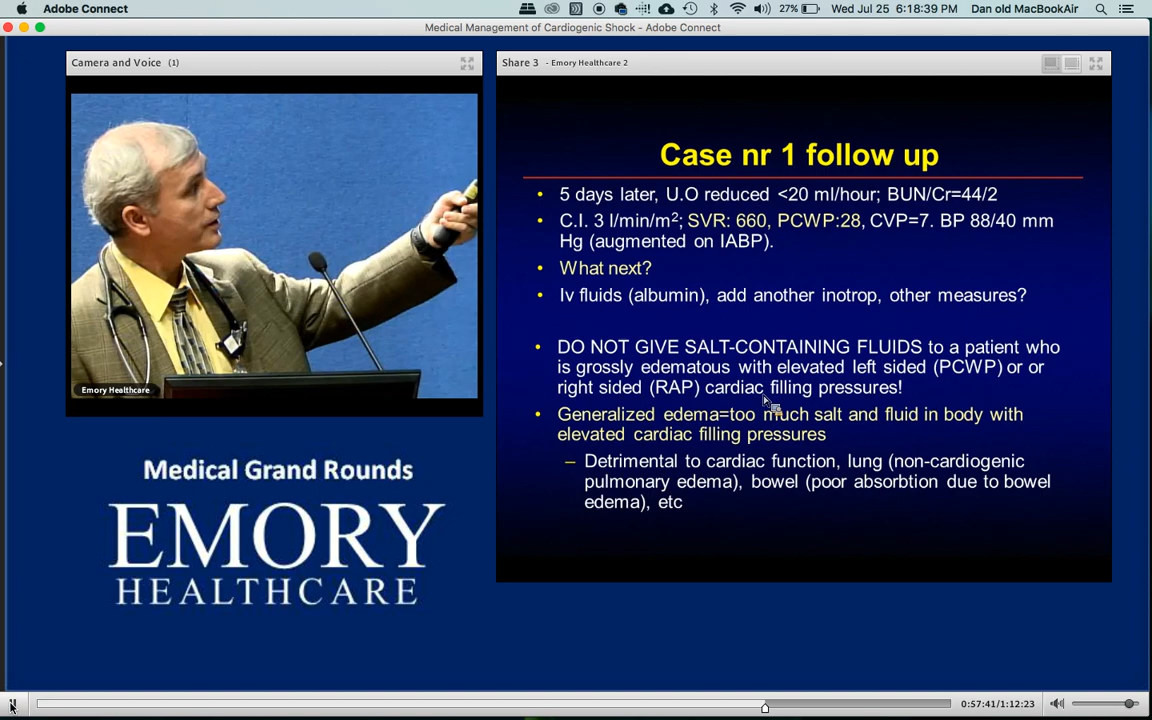 Adobe Connect
27%
Wed Jul 25 6:18:39 PM
Dan old MacBookAir
Medical Management of Cardiogenic Shock - Adobe Connect
Camera and Voice (1)
Share 3 - Emory Healthcare 2
Emory Healthcare
Case nr 1 follow up
• 5 days later, U.O reduced <20 ml/hour; BUN/Cr=44/2
• C.I. 3 l/min/m²; SVR: 660, PCWP:28, CVP=7. BP 88/40 mm
Hg (augmented on IABP).
• What next?
• Iv fluids (albumin), add another inotrop, other measures?
• DO NOT GIVE SALT-CONTAINING FLUIDS to a patient who
is grossly edematous with elevated left sided (PCWP) or or
right sided (RAP) cardiac filling pressures!
• Generalized edema=too much salt and fluid in body with
elevated cardiac filling pressures
– Detrimental to cardiac function, lung (non-cardiogenic
pulmonary edema), bowel (poor absorbtion due to bowel
edema), etc
Medical Grand Rounds
EMORY
HEALTHCARE
0:57:41/1:12:23